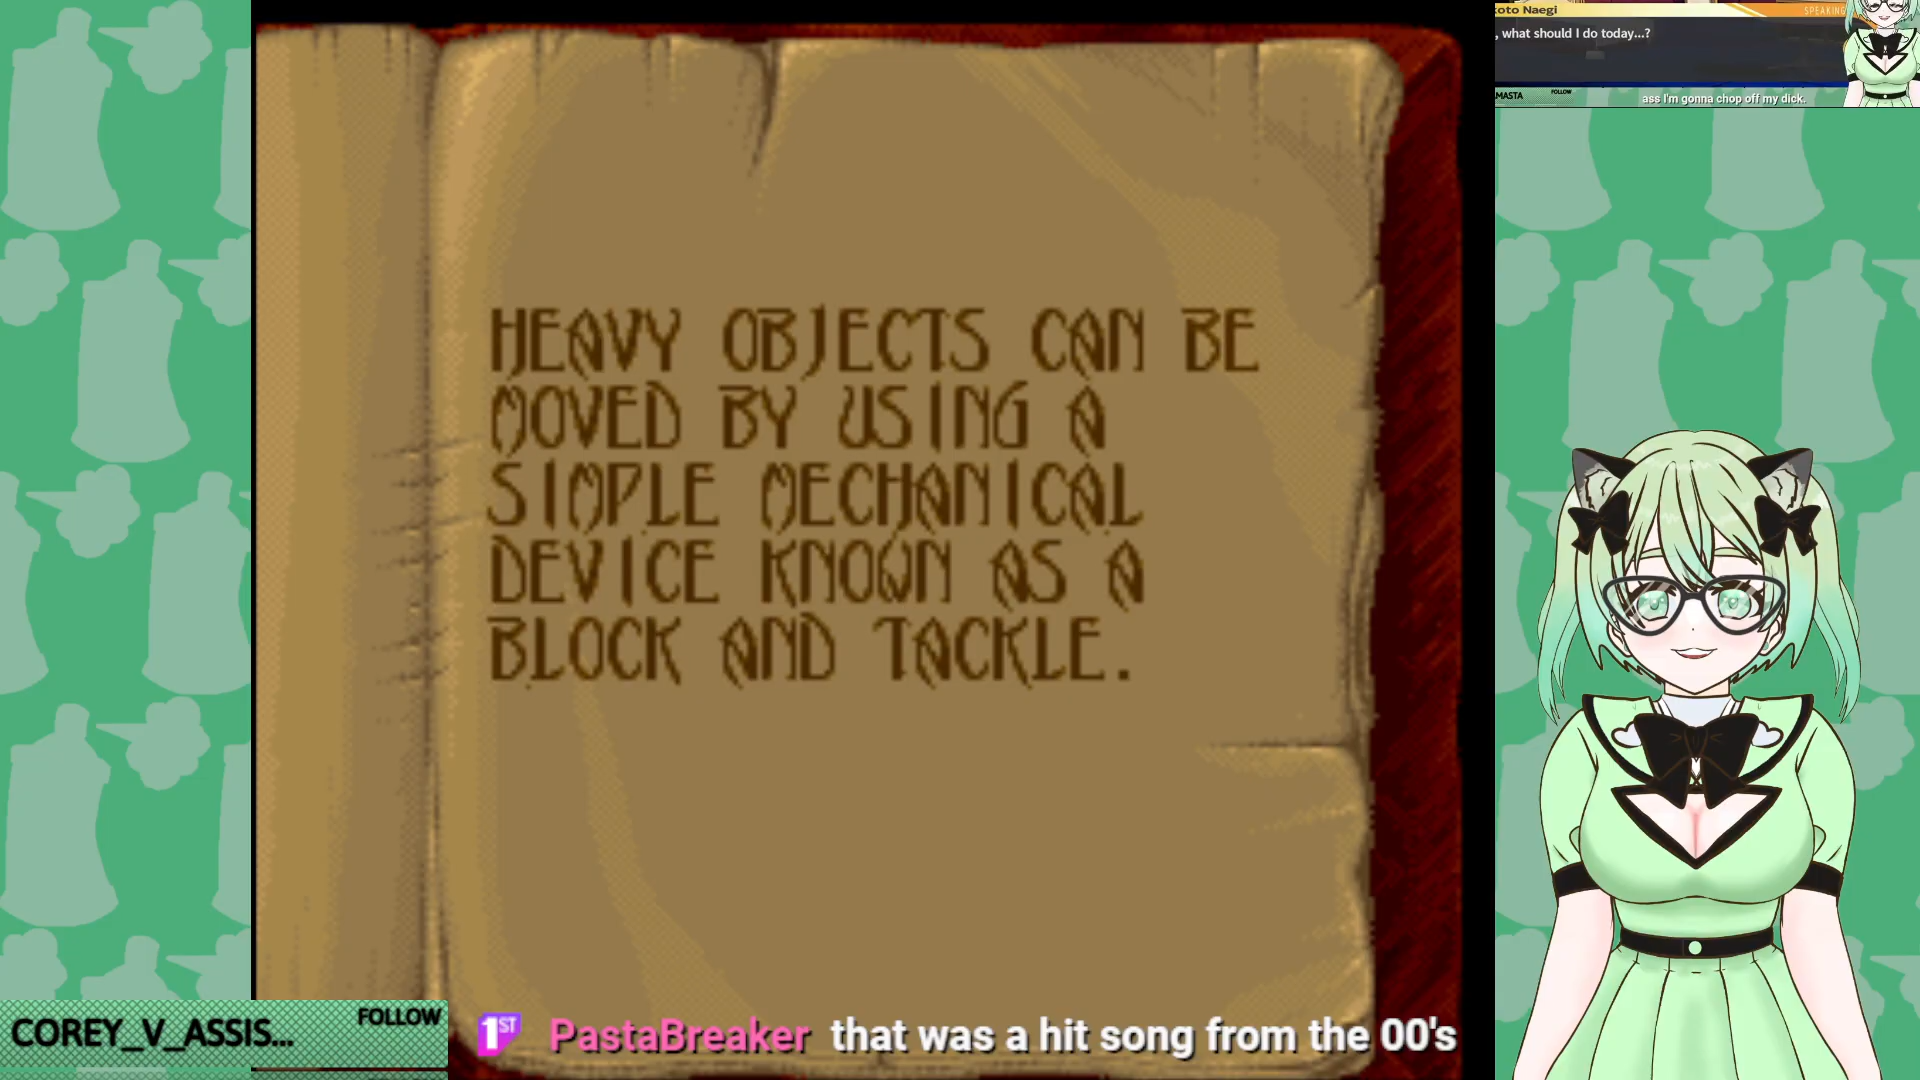 oto Naegi
SPEAKING
, what should I do today...?
MASTA
FOLLOW
ass I'm gonna chop off my dick.
HEAVY OBJECTS CAN BE
MOVED BY USING A
SIMPLE MECHANICAL
DEVICE KNOWN AS A
BLOCK AND TACKLE.
COREY_V_ASSIS...
FOLLOW
1ST PastaBreaker that was a hit song from the 00's